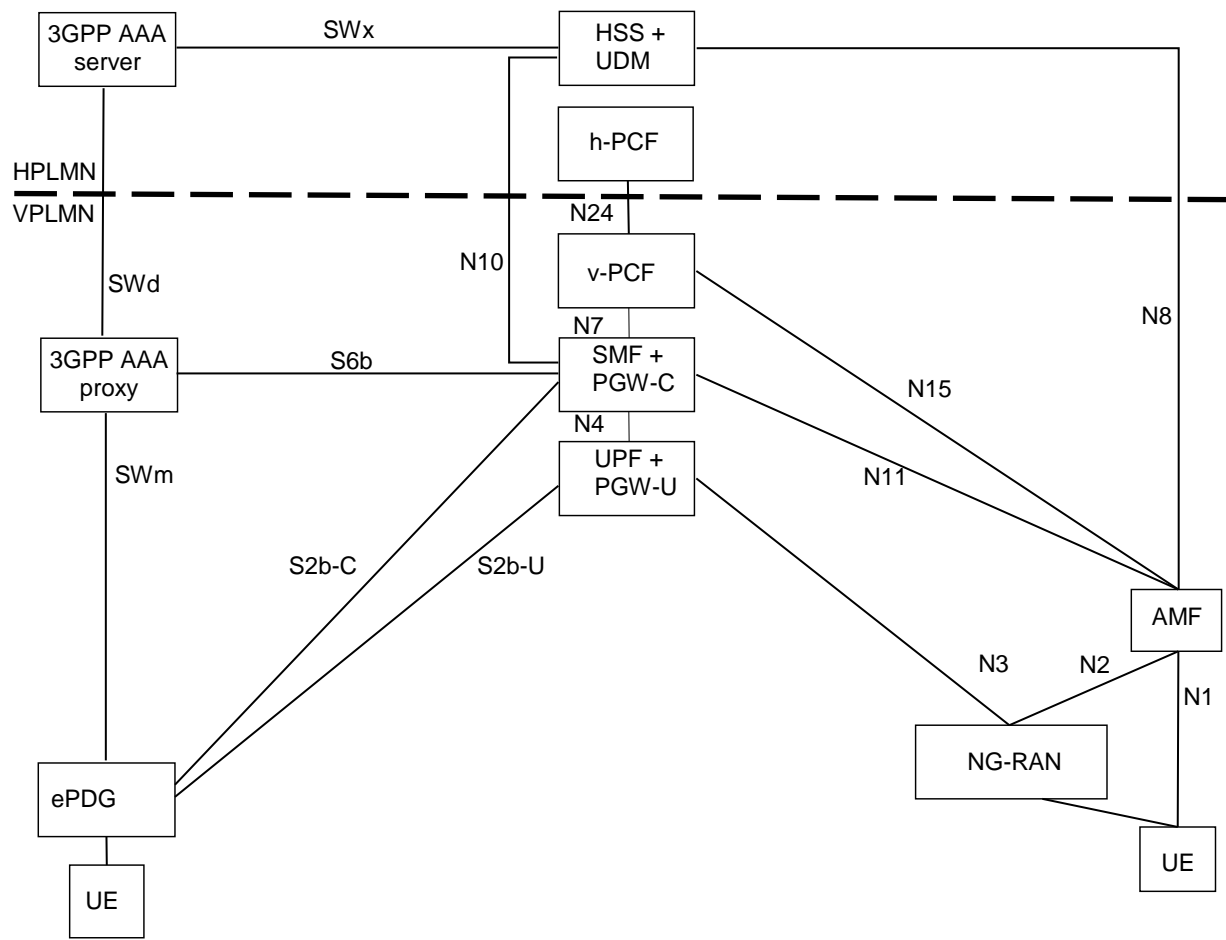 3GPP AAA
server
SWx
HSS +
UDM
h-PCF
HPLMN
VPLMN
N24
v-PCF
N10
SWd
N8
N7
3GPP AAA
proxy
S6b
SMF +
PGW-C
N15
N4
UPF +
PGW-U
N11
SWm
S2b-C
S2b-U
AMF
N3
N2
N1
NG-RAN
ePDG
UE
UE